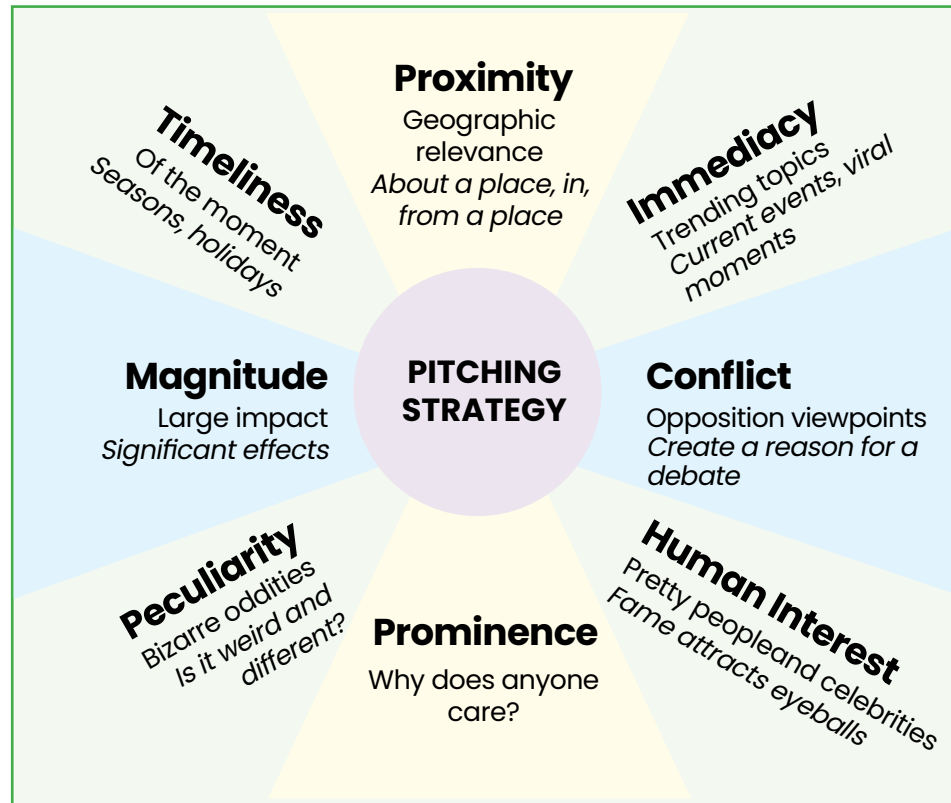 Proximity
Geographic
relevance
About a place, in,
from a place
Immediacy
Trending topics
Current events, viral
moments
Conflict
Opposition viewpoints
Create a reason for a
debate
Human Interest
Pretty peopleand celebrities
Fame attracts eyeballs
Prominence
Why does anyone
care?
Peculiarity
Bizarre oddities
Is it weird and
different?
Magnitude
Large impact
Significant effects
Timeliness
Of the moment
Seasons, holidays
PITCHING
STRATEGY